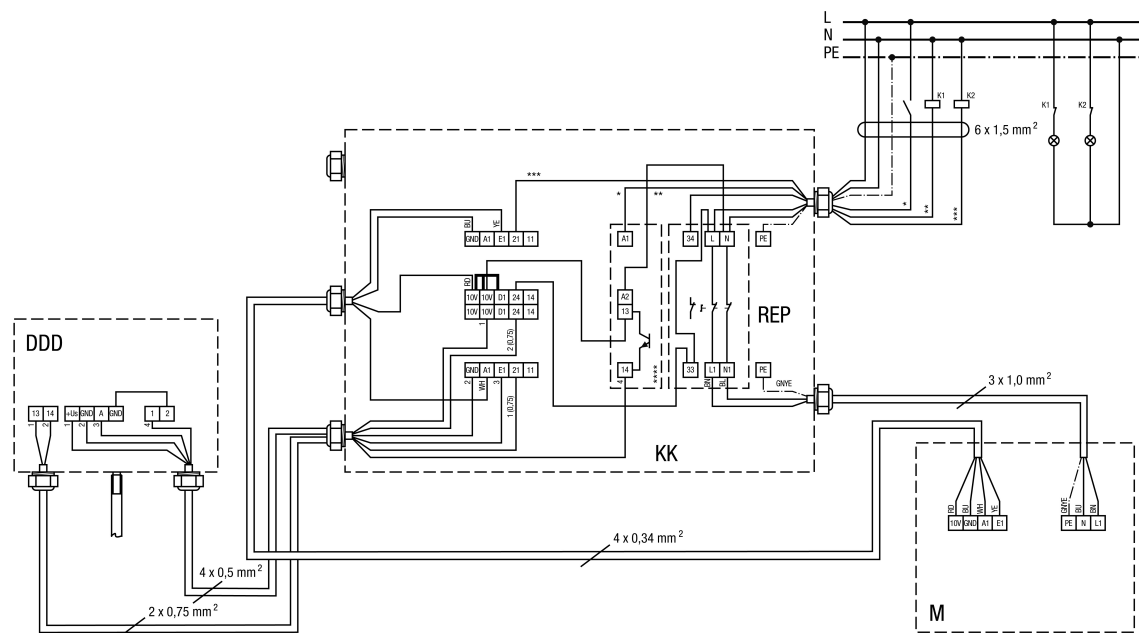 L
N
PE
K1
K2
K1
K2
6 x 1,5 mm²
***
*
**
*
**
***
BU
YE
GND A1 E1 21 11
A1
34
L N
PE
RD
10V 10V D1 24 14
10V 10V D1 24 14
A2
13
REP
DDD
1
2 (0,75)
GND A1 E1 21 11
14
33
L1 N1
PE
2
WH
3
1 (0,75)
4
****
BN
BL
GNYE
3 x 1,0 mm²
13 14
+Us GND A GND
1 2
1
2
1
2
3
4
KK
RD
BU
WH
YE
GNYE
BU
BN
10V GND A1 E1
PE N L1
4 x 0,34 mm²
4 x 0,5 mm²
2 x 0,75 mm²
M